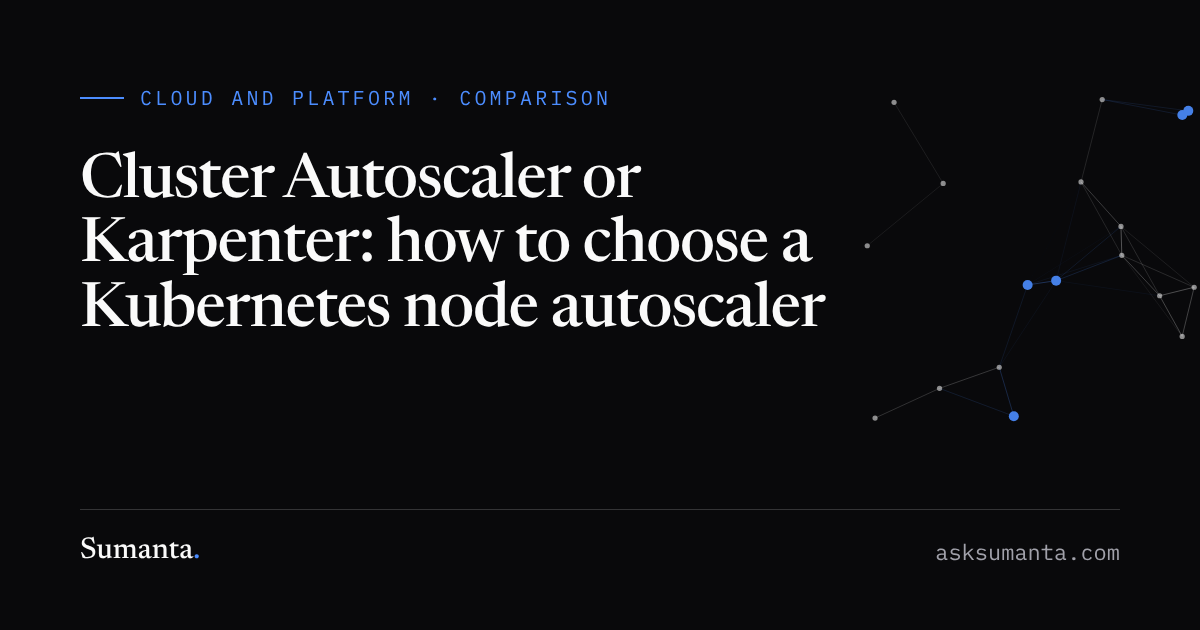 CLOUD AND PLATFORM · COMPARISON
Cluster Autoscaler or
Karpenter: how to choose a
Kubernetes node autoscaler
Sumanta.
asksumanta.com